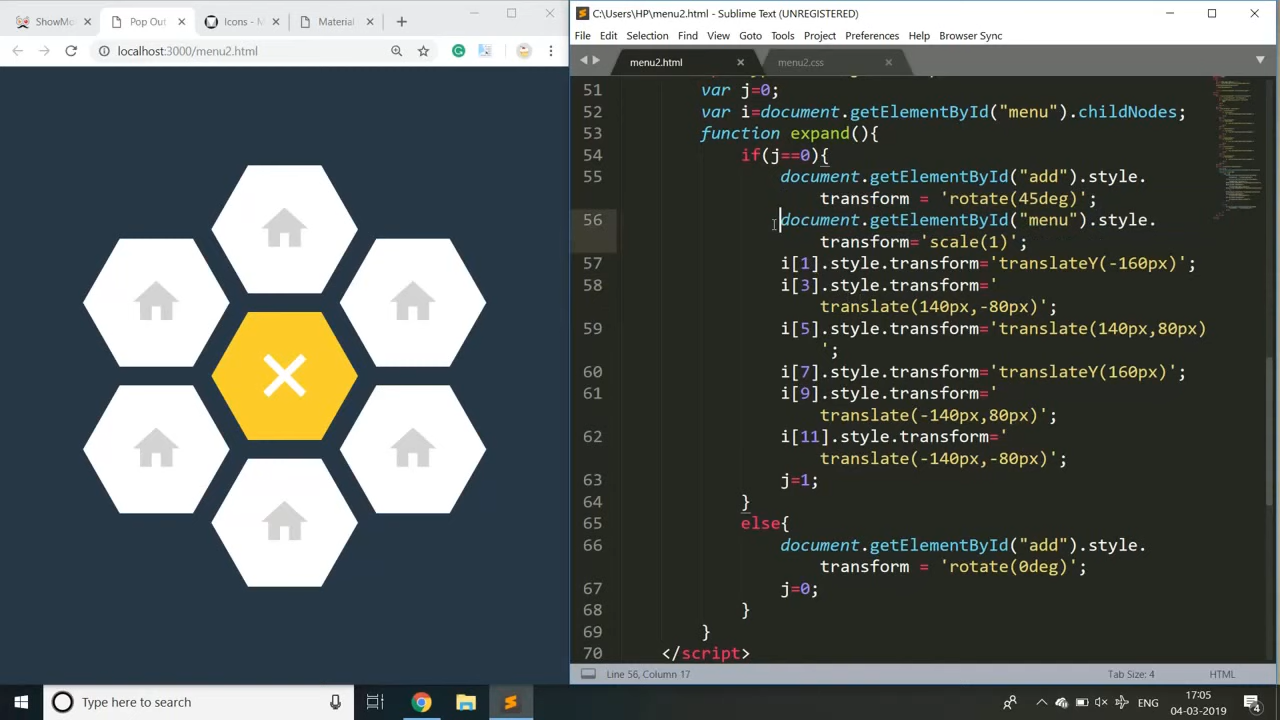 ShowMo
Pop Out
Icons - M
Material
localhost:3000/menu2.html
C:\Users\HP\menu2.html - Sublime Text (UNREGISTERED)
File Edit Selection Find View Goto Tools Project Preferences Help Browser Sync
menu2.html
menu2.css
51 var j=0;
52 var i=document.getElementById("menu").childNodes;
53 function expand(){
54 if(j==0){
55 document.getElementById("add").style.
transform = 'rotate(45deg)';
56 document.getElementById("menu").style.
transform='scale(1)';
57 i[1].style.transform='translateY(-160px)';
58 i[3].style.transform='
translate(140px,-80px)';
59 i[5].style.transform='translate(140px,80px)
';
60 i[7].style.transform='translateY(160px)';
61 i[9].style.transform='
translate(-140px,80px)';
62 i[11].style.transform='
translate(-140px,-80px)';
63 j=1;
64 }
65 else{
66 document.getElementById("add").style.
transform = 'rotate(0deg)';
67 j=0;
68 }
69 }
70 </script>
Line 56, Column 17
Tab Size: 4
HTML
Type here to search
ENG
17:05
04-03-2019
4